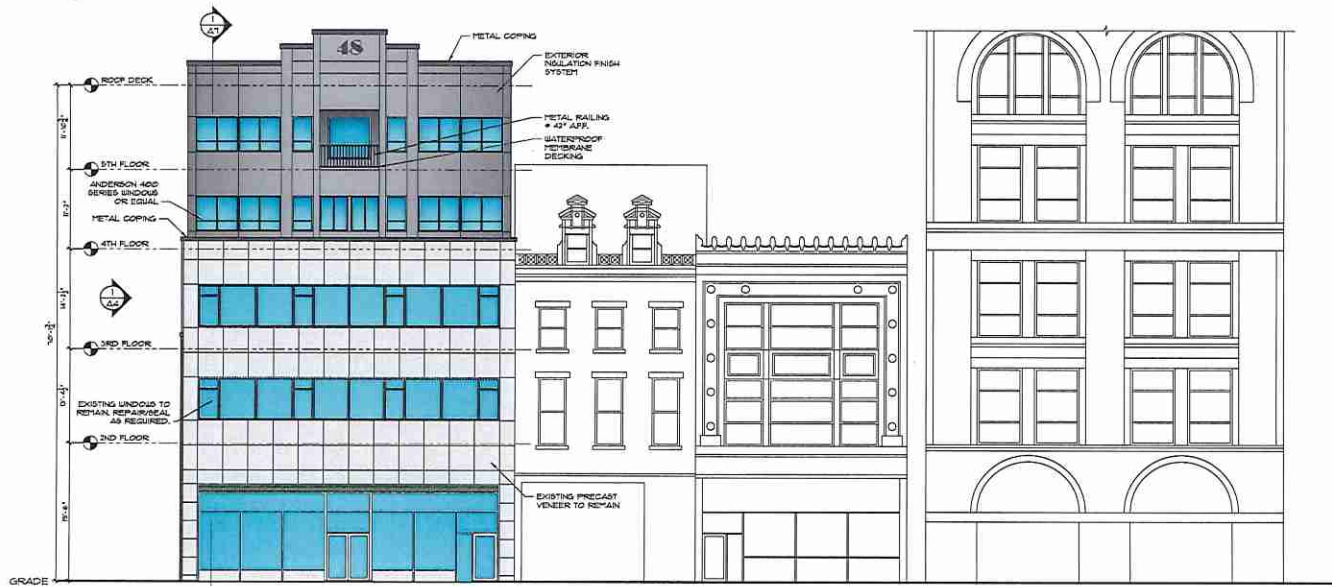 1
A7
48
METAL COPING
EXTERIOR
INSULATION FINISH
SYSTEM
ROOF DECK
METAL RAILING
@ 42" AFF.
WATERPROOF
MEMBRANE
DECKING
5TH FLOOR
ANDERSON 400
SERIES WINDOWS
OR EQUAL
METAL COPING
4TH FLOOR
1
A4
3RD FLOOR
EXISTING WINDOWS TO
REMAIN. REPAIR/SEAL
AS REQUIRED.
2ND FLOOR
EXISTING PRECAST
VENEER TO REMAIN
GRADE